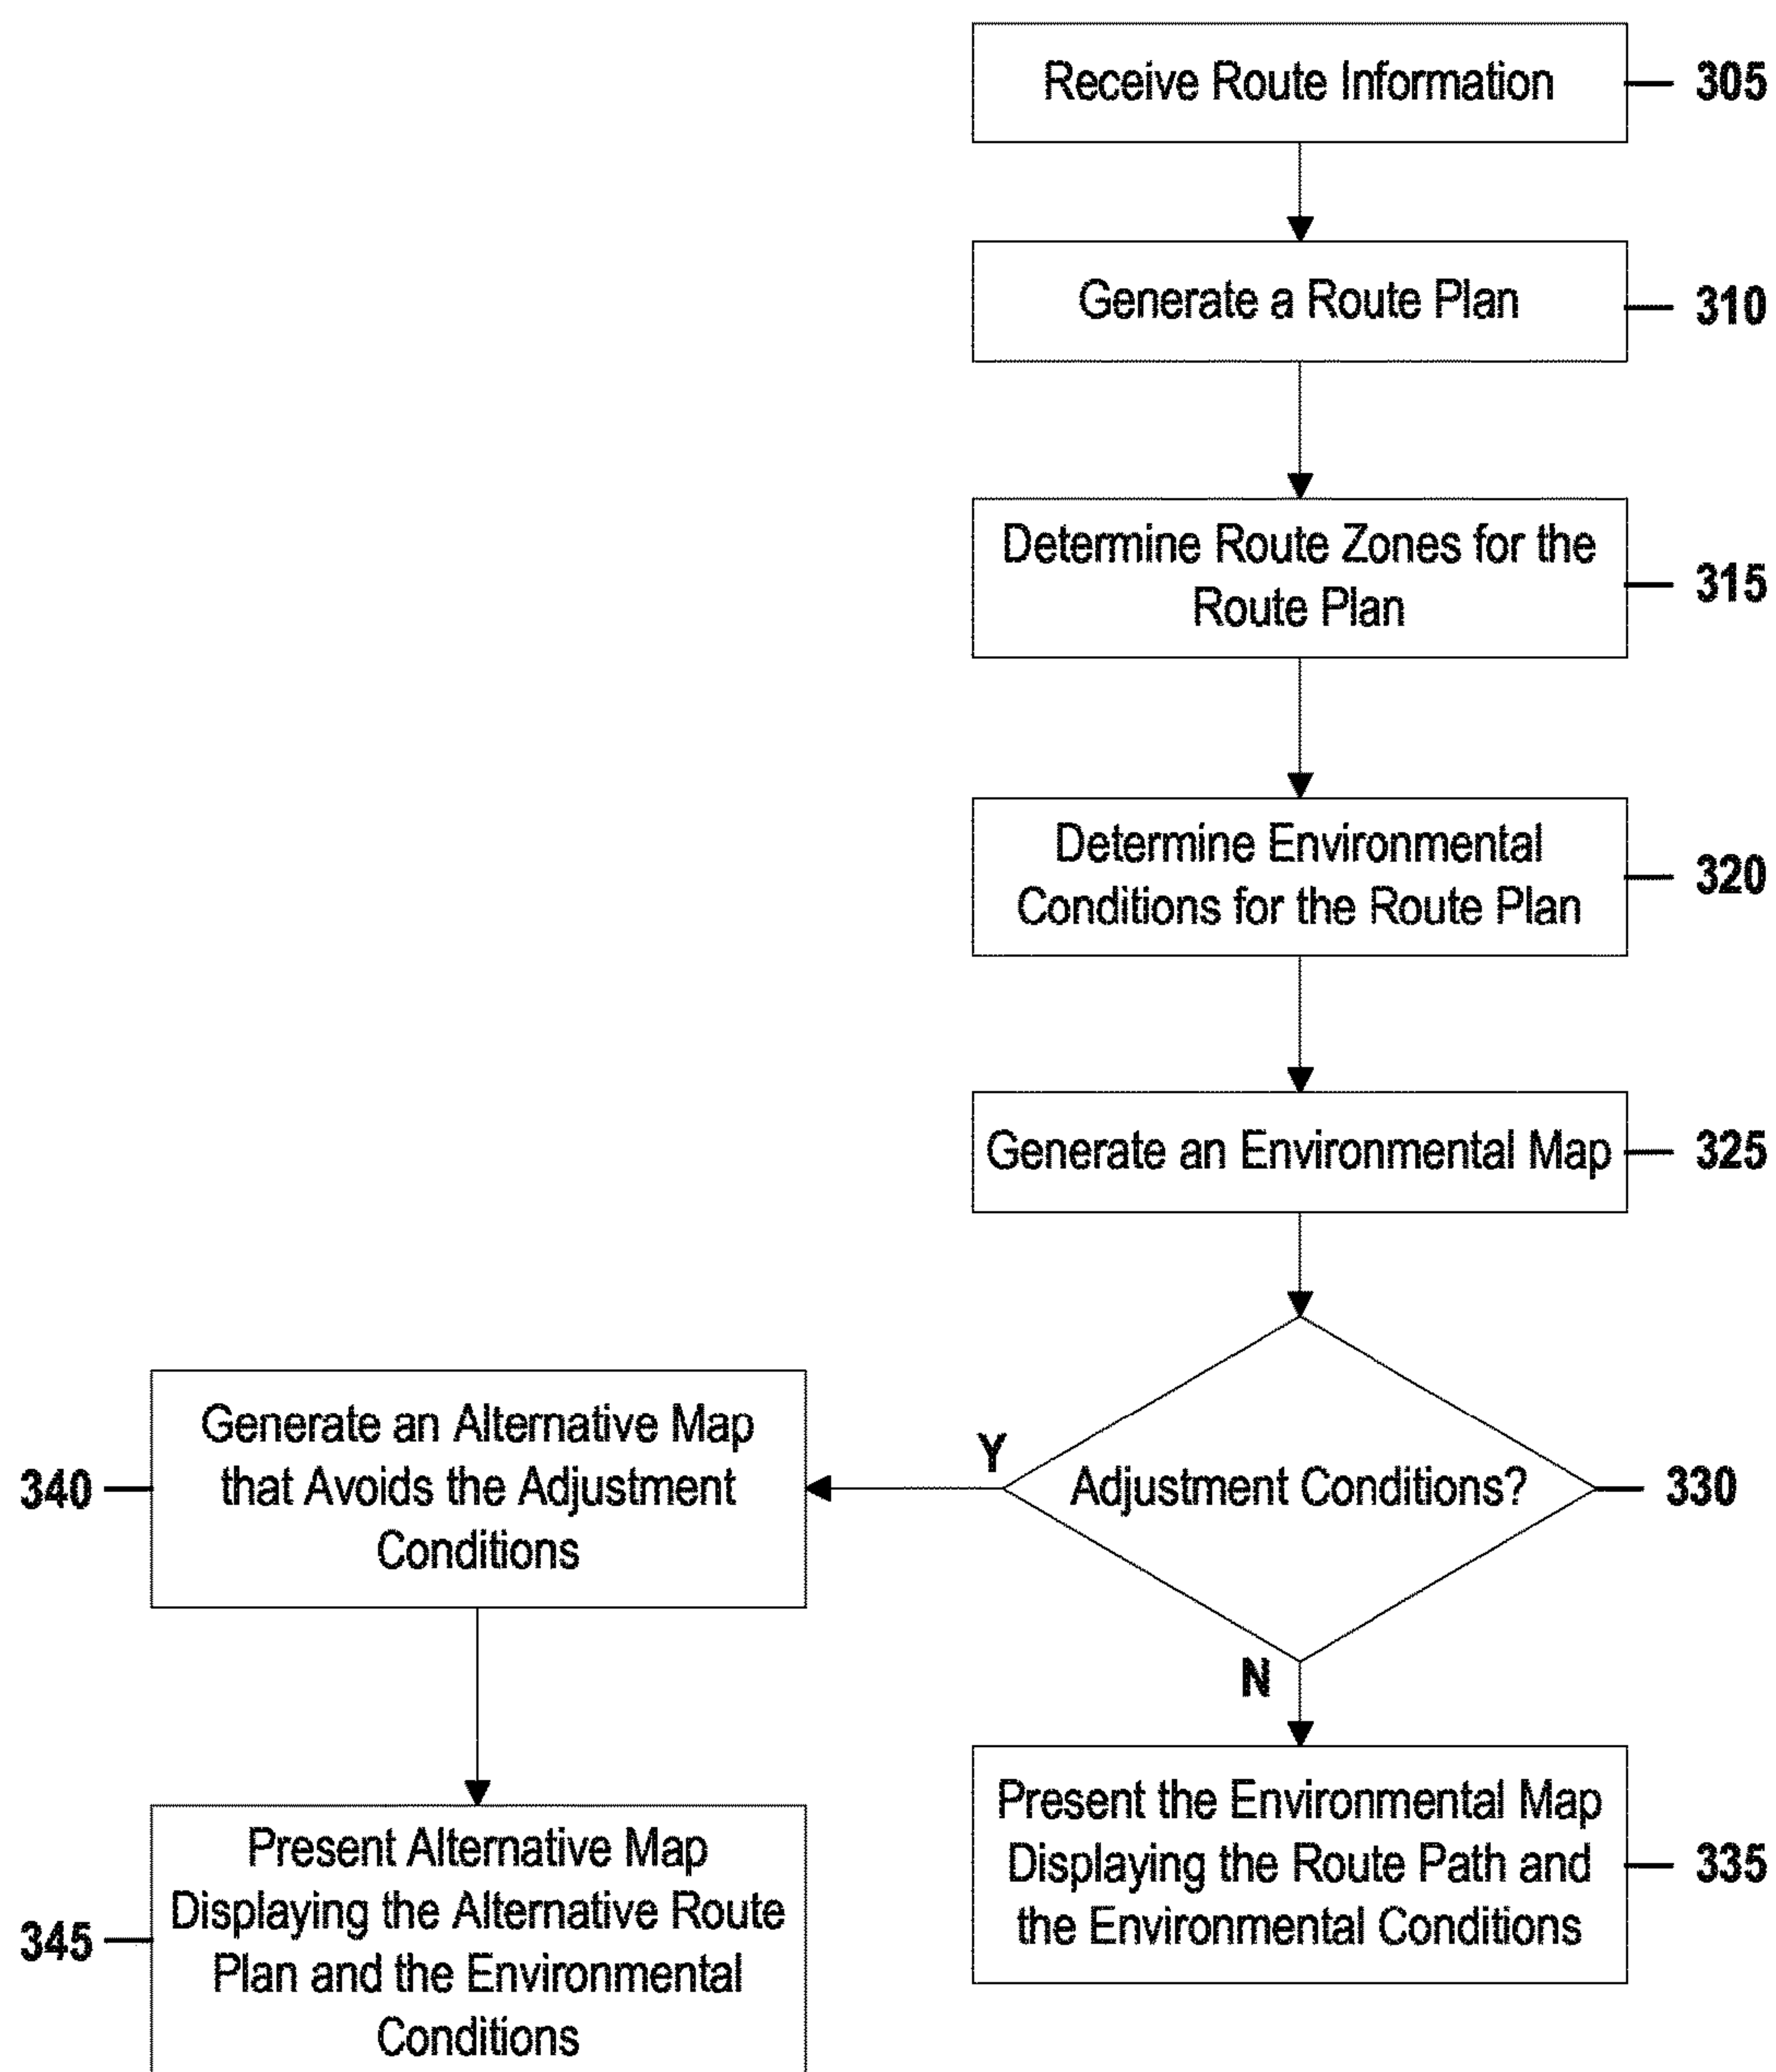 Receive Route Information
305
Generate a Route Plan
310
Determine Route Zones for the
Route Plan
315
Determine Environmental
Conditions for the Route Plan
320
Generate an Environmental Map
325
Adjustment Conditions?
330
Y
N
Generate an Alternative Map
that Avoids the Adjustment
Conditions
340
Present the Environmental Map
Displaying the Route Path and
the Environmental Conditions
335
Present Alternative Map
Displaying the Alternative Route
Plan and the Environmental
Conditions
345